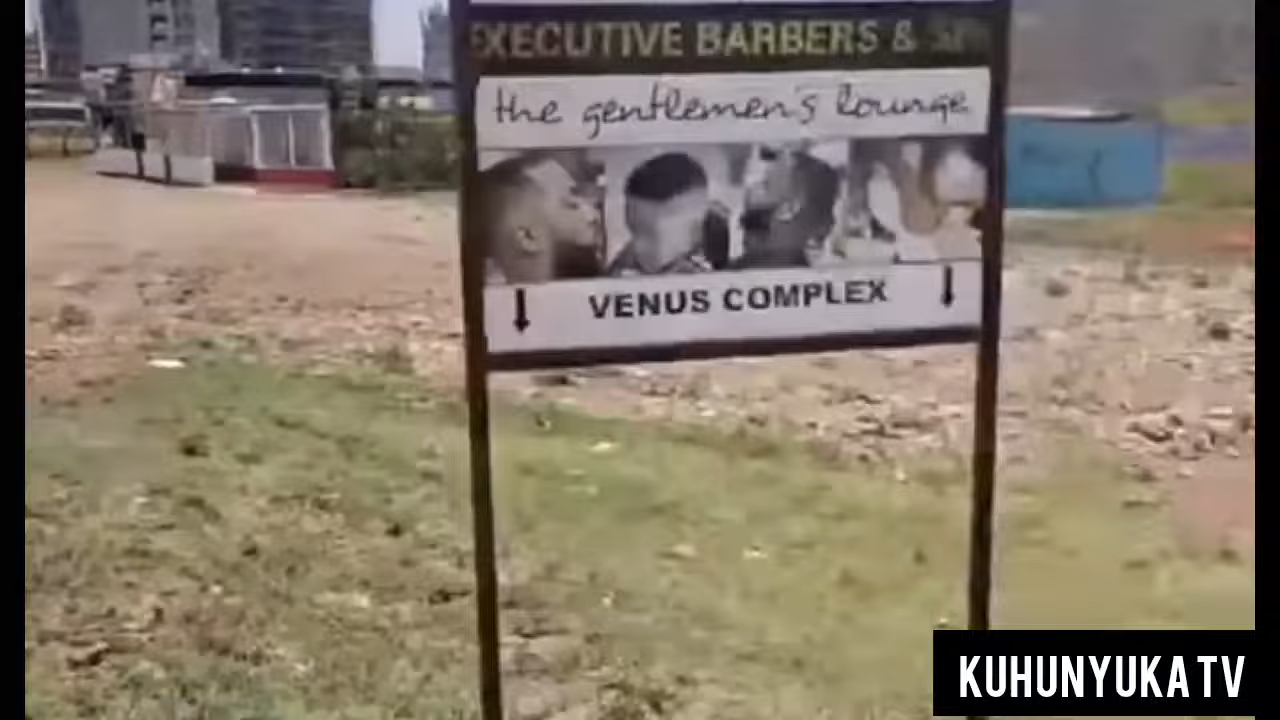 EXECUTIVE BARBERS & SPA
the gentlemen's lounge
VENUS COMPLEX
KUHUNYUKA TV